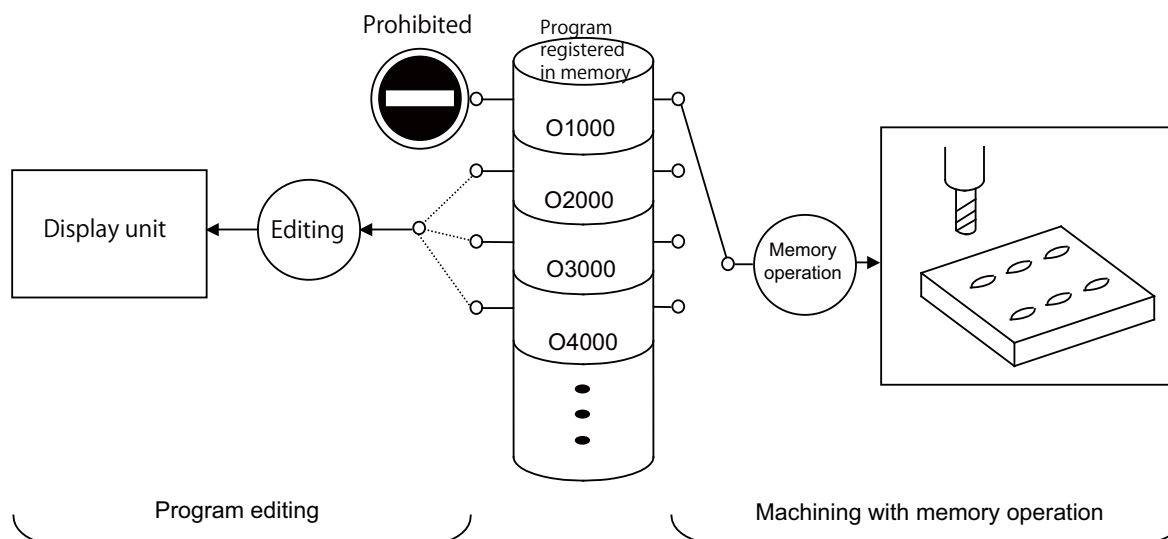 Prohibited
Program
registered
in memory
O1000
O2000
O3000
O4000
Display unit
Editing
Memory
operation
Program editing
Machining with memory operation